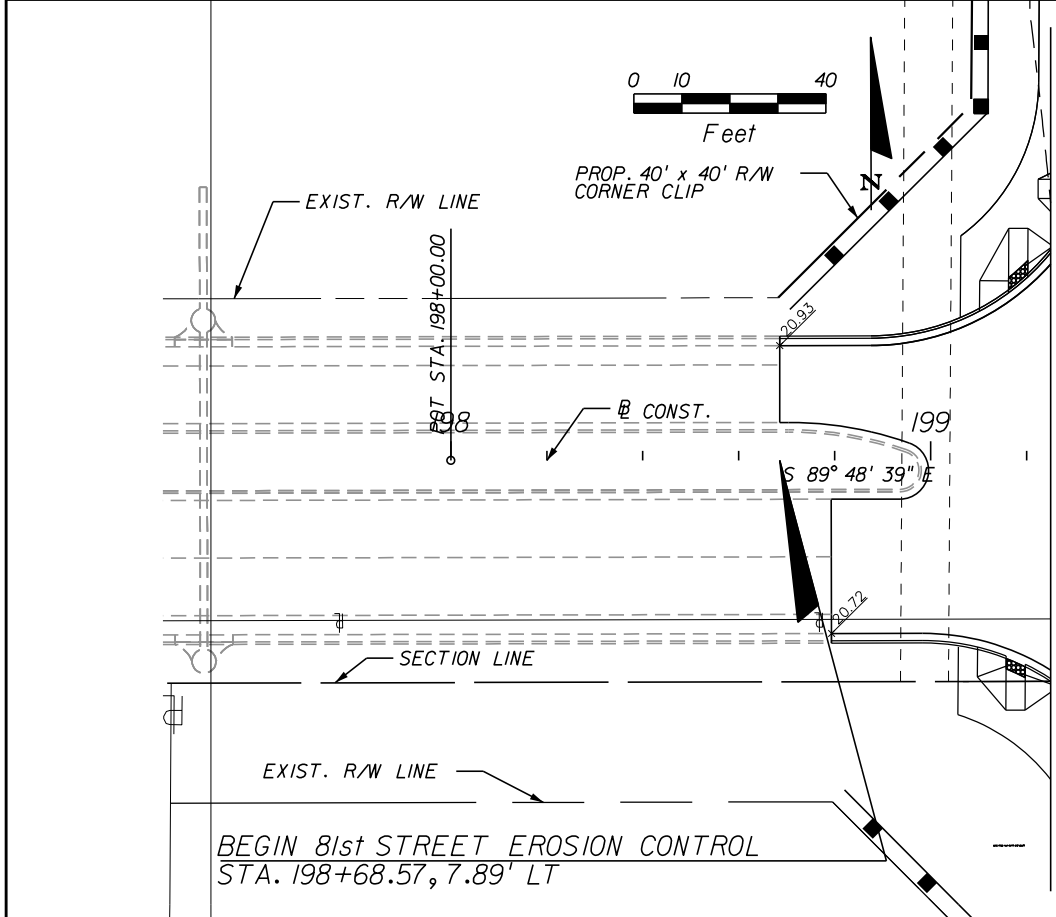 0 10 40
Feet
PROP. 40' x 40' R/W
CORNER CLIP
N
EXIST. R/W LINE
POT STA. 198+00.00
20.93
198
℄ CONST.
199
S 89° 48' 39" E
20.72
SECTION LINE
EXIST. R/W LINE
BEGIN 81st STREET EROSION CONTROL
STA. 198+68.57, 7.89' LT